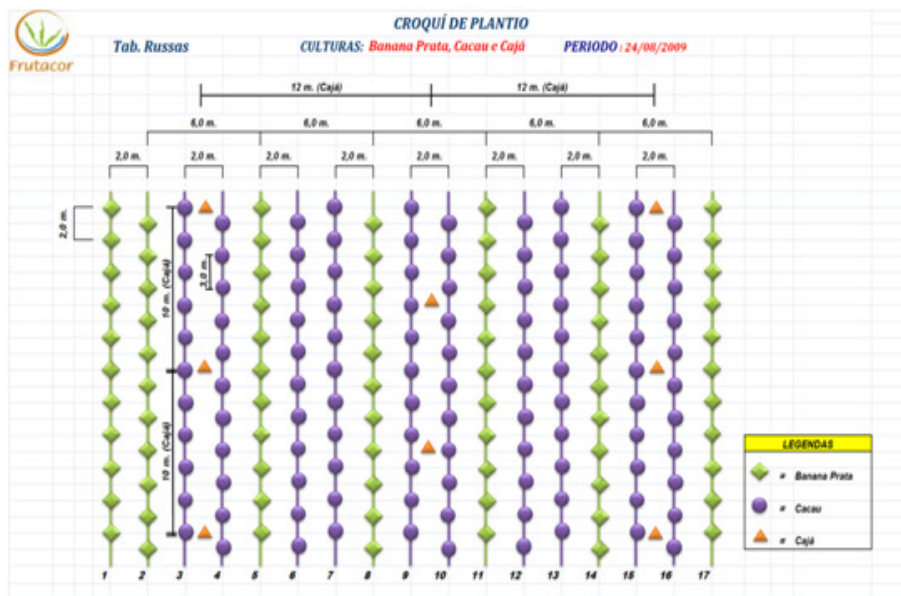 CROQUÍ DE PLANTIO
Frutacor
Tab. Russas CULTURAS: Banana Prata, Cacau e Cajá PERIODO : 24/08/2009
12 m. (Cajá) 12 m. (Cajá)
6,0 m. 6,0 m. 6,0 m. 6,0 m. 6,0 m.
2,0 m. 2,0 m. 2,0 m. 2,0 m. 2,0 m. 2,0 m. 2,0 m. 2,0 m.
2,0 m.
3,0 m.
10 m. (Cajá)
10 m. (Cajá)
LEGENDAS
= Banana Prata
= Cacau
= Cajá
1 2 3 4 5 6 7 8 9 10 11 12 13 14 15 16 17